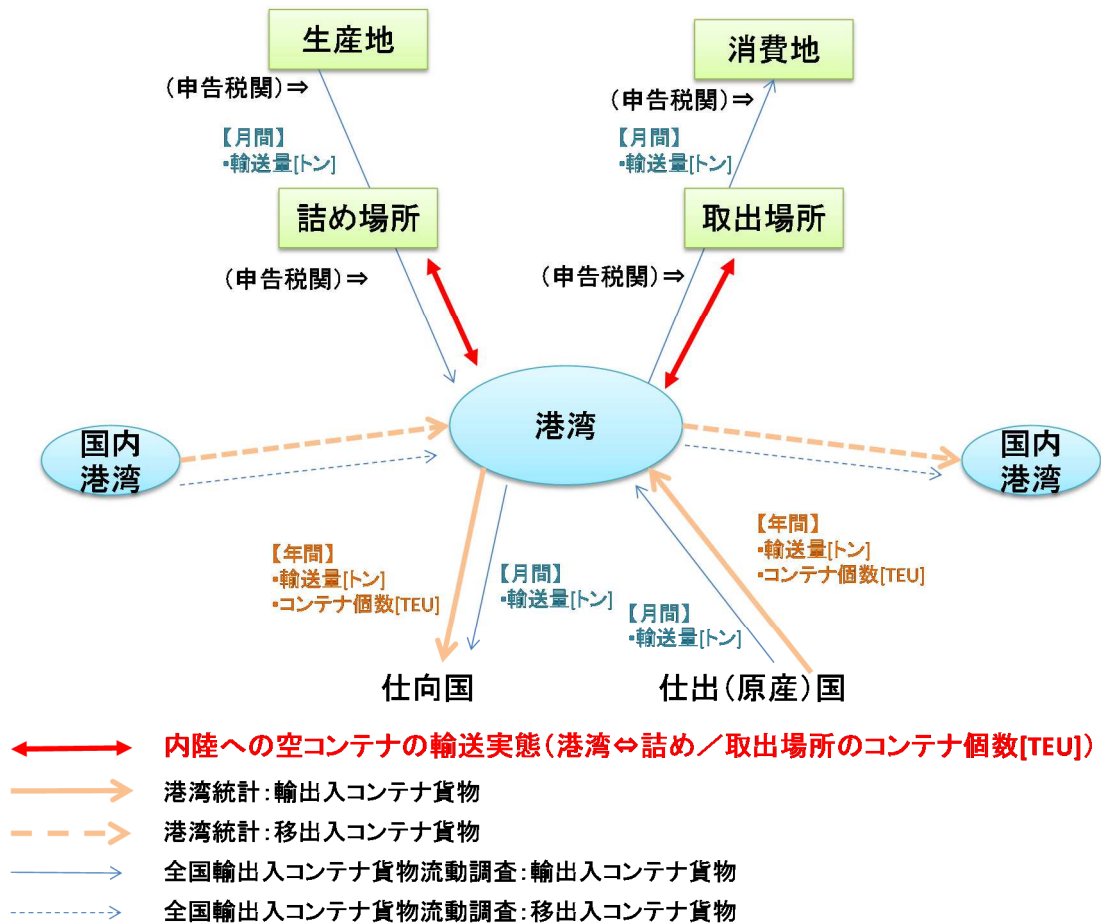 生産地
消費地
(申告税関)⇒
(申告税関)⇒
【月間】
・輸送量[トン]
【月間】
・輸送量[トン]
詰め場所
取出場所
(申告税関)⇒
(申告税関)⇒
港湾
国内
港湾
国内
港湾
【年間】
・輸送量[トン]
・コンテナ個数[TEU]
【月間】
・輸送量[トン]
【年間】
・輸送量[トン]
・コンテナ個数[TEU]
【月間】
・輸送量[トン]
仕向国
仕出(原産)国
内陸への空コンテナの輸送実態(港湾⇔詰め/取出場所のコンテナ個数[TEU])
港湾統計:輸出入コンテナ貨物
港湾統計:移出入コンテナ貨物
全国輸出入コンテナ貨物流動調査:輸出入コンテナ貨物
全国輸出入コンテナ貨物流動調査:移出入コンテナ貨物